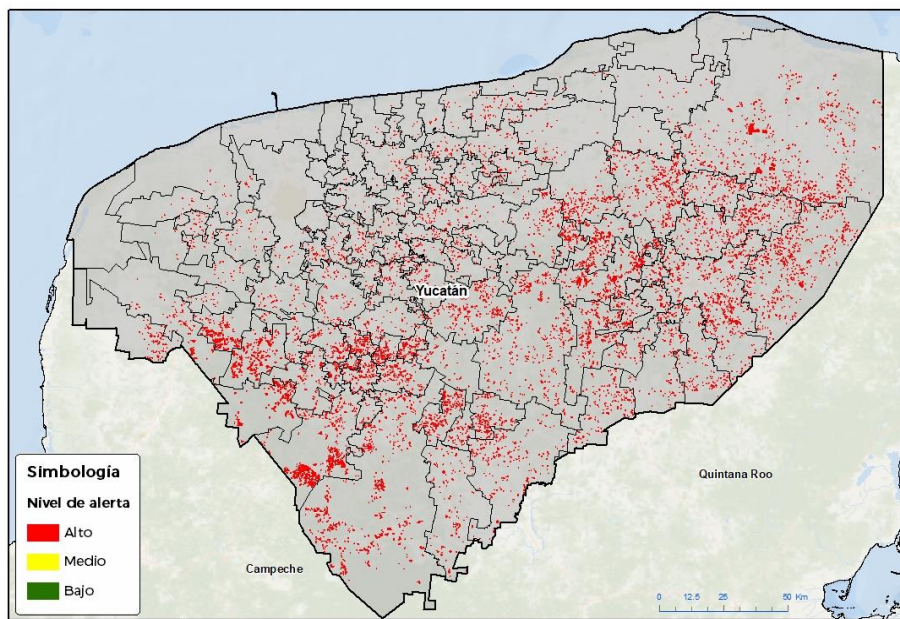 Yucatán
Quintana Roo
Campeche
Simbología
Nivel de alerta
Alto
Medio
Bajo
0 12.5 25 50 Km